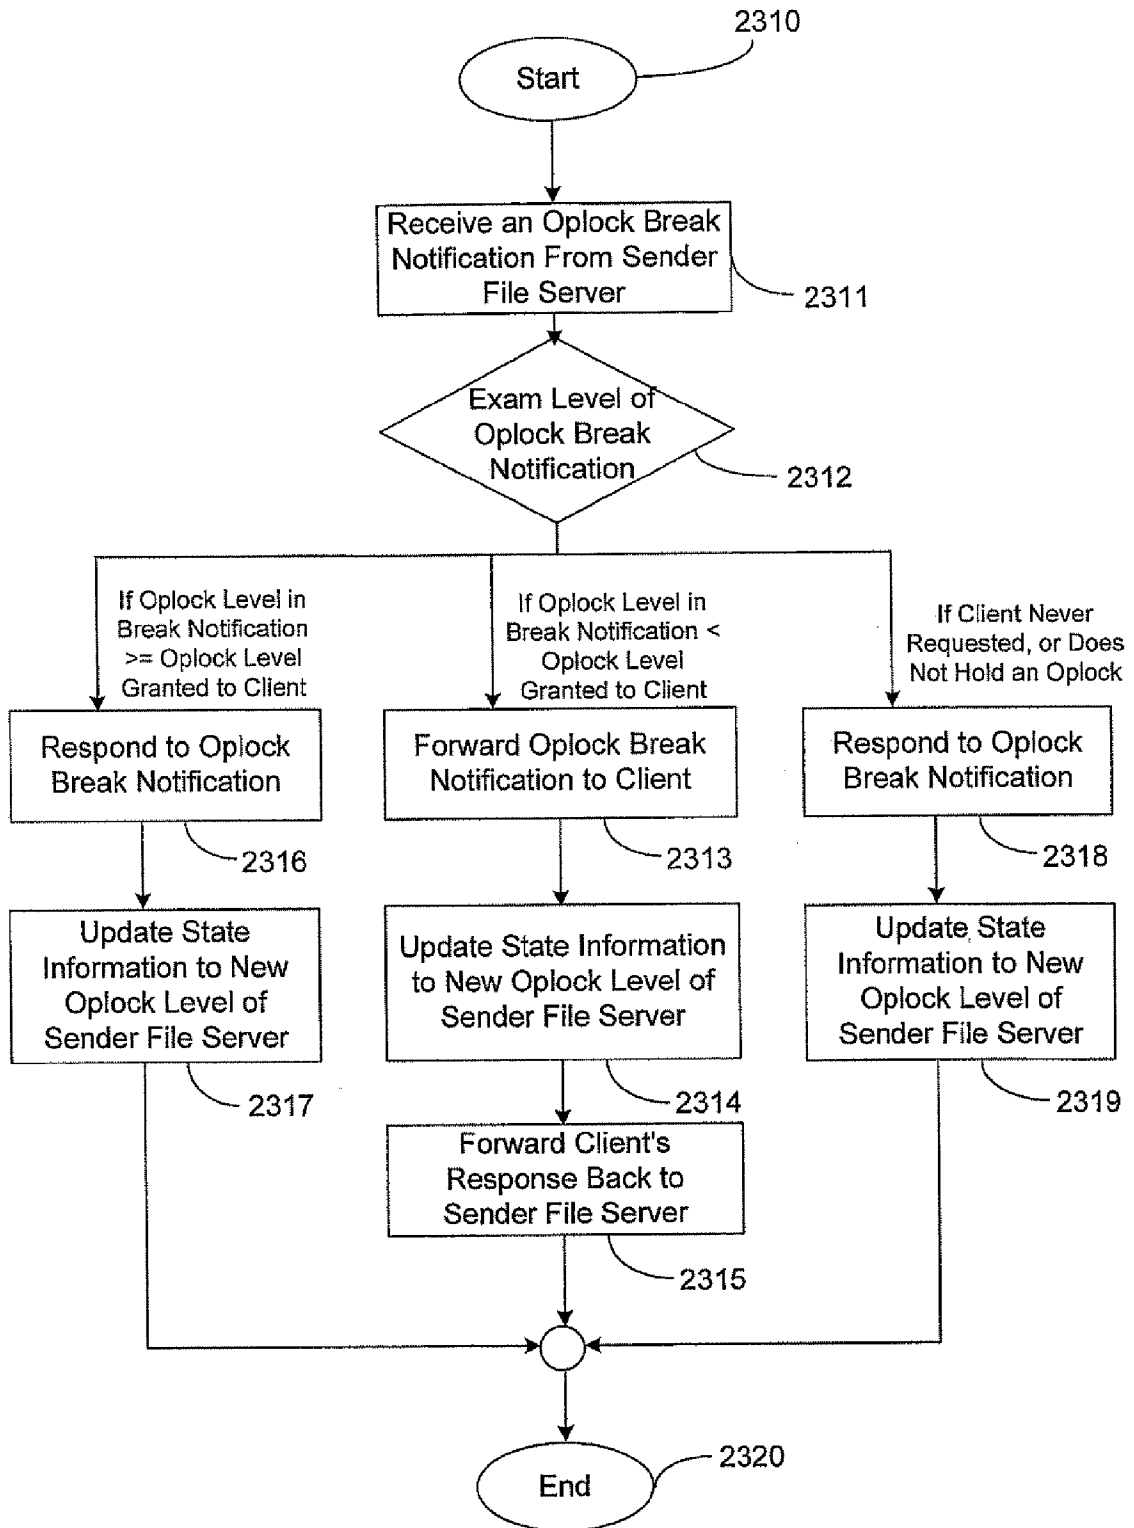 2310
Start
Receive an Oplock Break
Notification From Sender
File Server
2311
Exam Level of
Oplock Break
Notification
2312
If Oplock Level in
Break Notification
>= Oplock Level
Granted to Client
If Oplock Level in
Break Notification <
Oplock Level
Granted to Client
If Client Never
Requested, or Does
Not Hold an Oplock
Respond to Oplock
Break Notification
2316
Forward Oplock Break
Notification to Client
2313
Respond to Oplock
Break Notification
2318
Update State
Information to New
Oplock Level of
Sender File Server
2317
Update State Information
to New Oplock Level of
Sender File Server
2314
Update State
Information to New
Oplock Level of
Sender File Server
2319
Forward Client's
Response Back to
Sender File Server
2315
End
2320